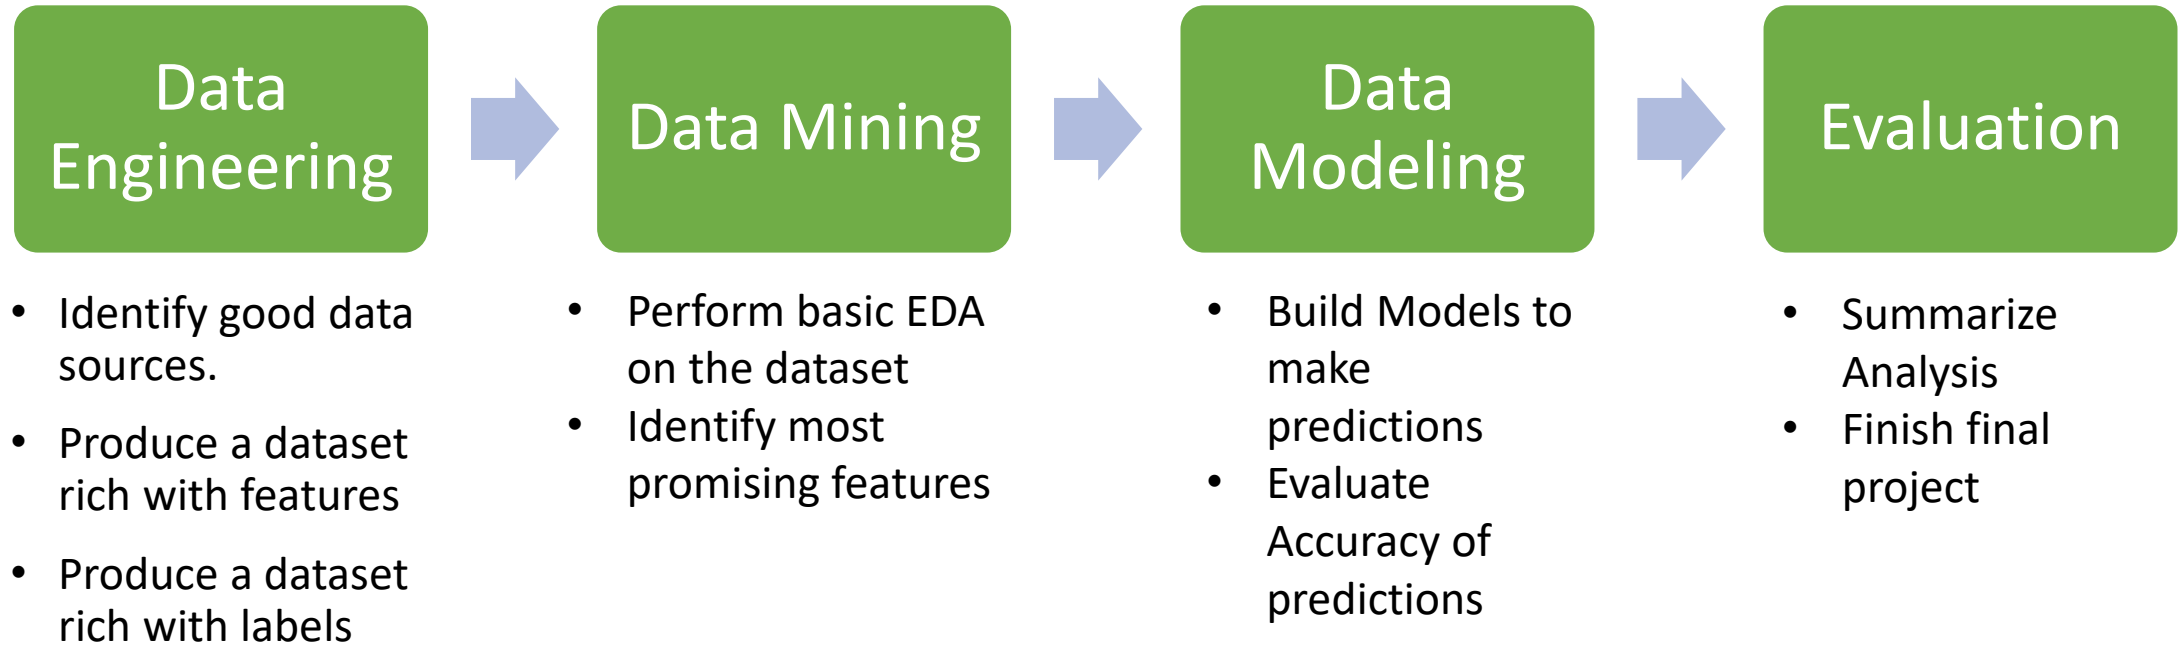 Data
Engineering
• Identify good data
sources.
• Produce a dataset
rich with features
• Produce a dataset
rich with labels
Data Mining
• Perform basic EDA
on the dataset
• Identify most
promising features
Data
Modeling
• Build Models to
make
predictions
• Evaluate
Accuracy of
predictions
Evaluation
• Summarize
Analysis
• Finish final
project